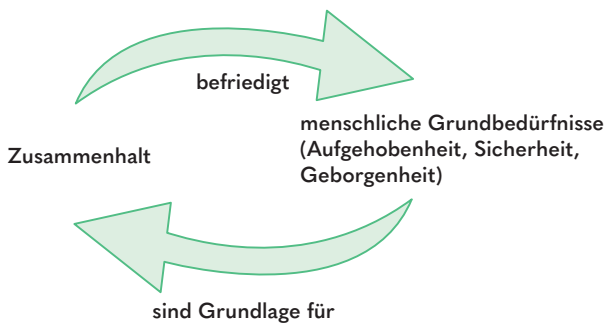 befriedigt
Zusammenhalt
menschliche Grundbedürfnisse
(Aufgehobenheit, Sicherheit,
Geborgenheit)
sind Grundlage für